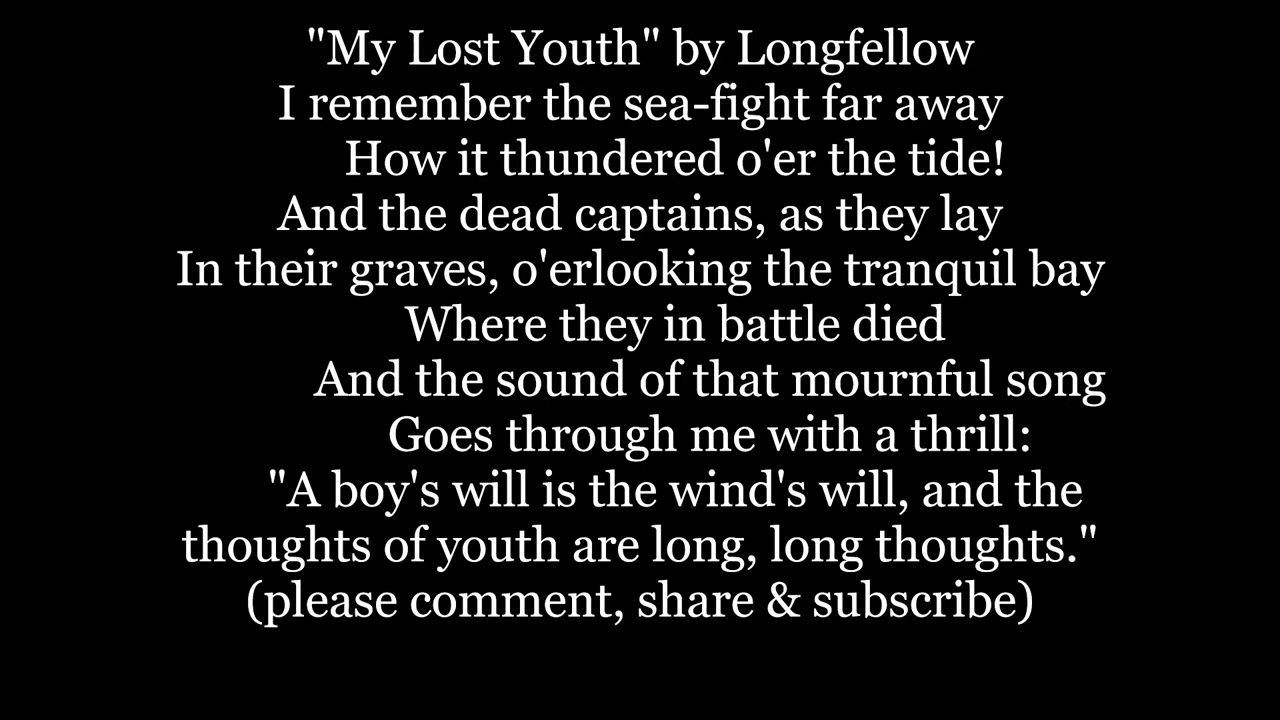 "My Lost Youth" by Longfellow
I remember the sea-fight far away
How it thundered o'er the tide!
And the dead captains, as they lay
In their graves, o'erlooking the tranquil bay
Where they in battle died
And the sound of that mournful song
Goes through me with a thrill:
"A boy's will is the wind's will, and the
thoughts of youth are long, long thoughts."
(please comment, share & subscribe)